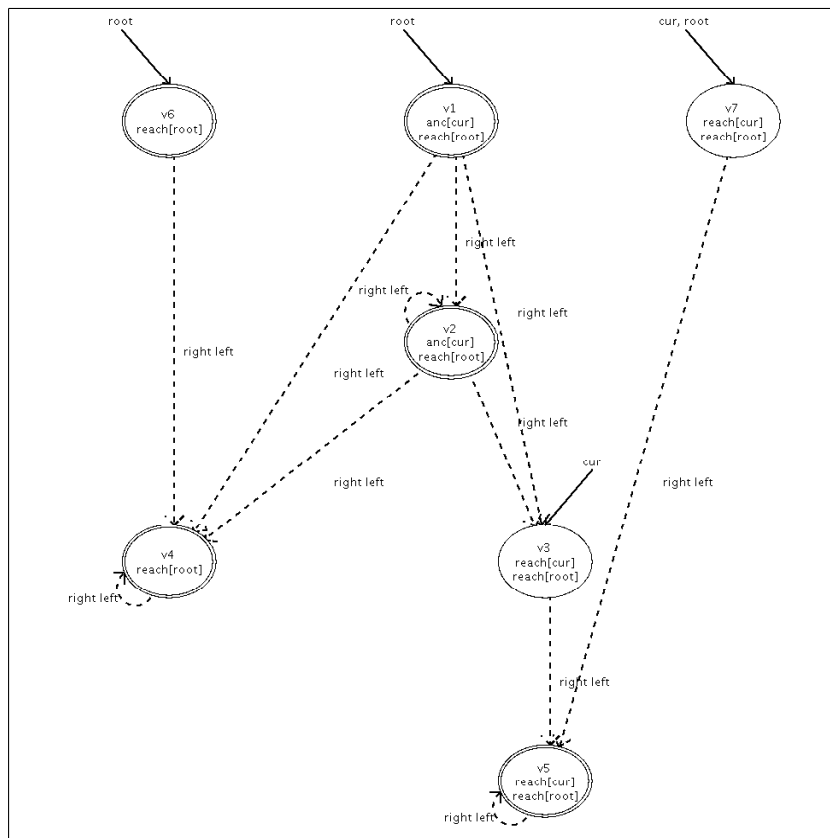 root
root
cur, root
v6
reach[root]
v1
anc[cur]
reach[root]
v7
reach[cur]
reach[root]
right left
right left
right left
v2
anc[cur]
reach[root]
right left
right left
right left
cur
right left
right left
v4
reach[root]
v3
reach[cur]
reach[root]
right left
right left
v5
reach[cur]
reach[root]
right left